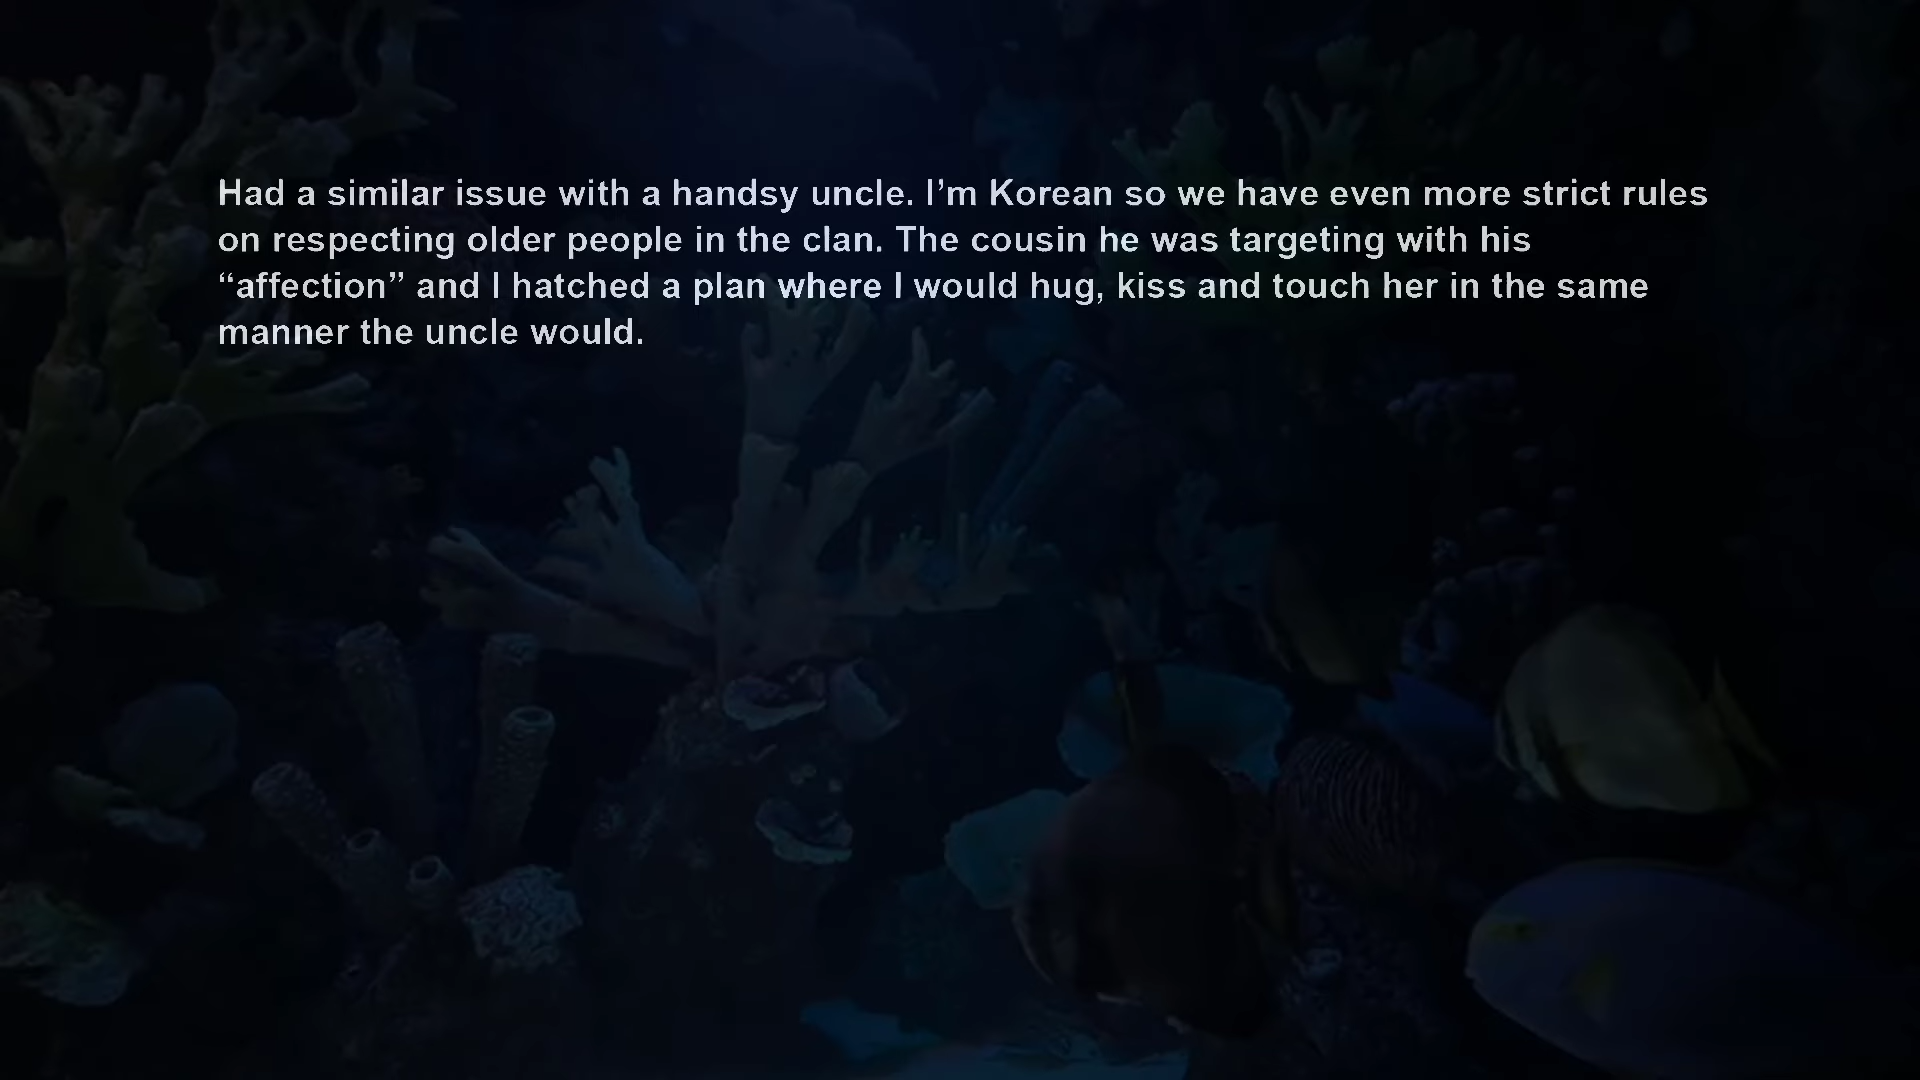 Had a similar issue with a handsy uncle. I’m Korean so we have even more strict rules
on respecting older people in the clan. The cousin he was targeting with his
“affection” and I hatched a plan where I would hug, kiss and touch her in the same
manner the uncle would.